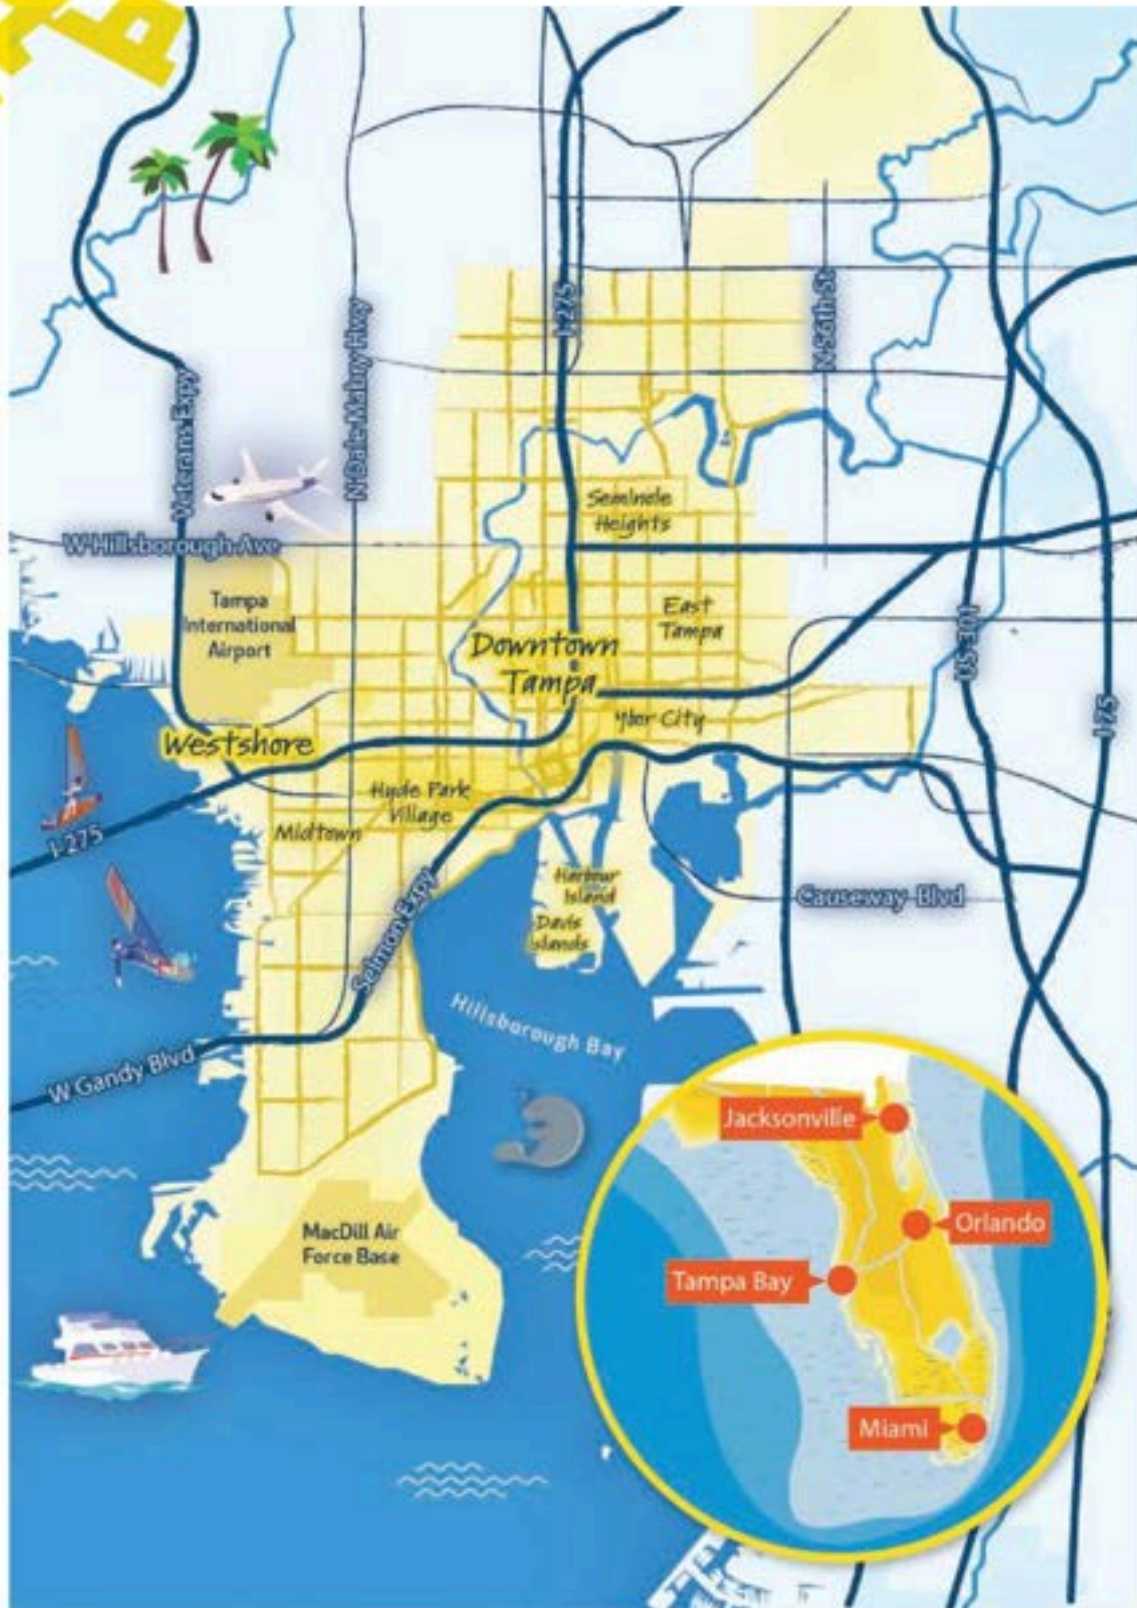 I-275
N 56th St
N Dale Mabry Hwy
Veterans Expy
Seminole
Heights
W Hillsborough Ave
Tampa
International
Airport
East
Tampa
Downtown
Tampa
US 301
I-75
Ybor City
Westshore
Hyde Park
Village
Midtown
I-275
Harbour
Island
Causeway Blvd
Davis
Islands
Selmon Expy
Hillsborough Bay
W Gandy Blvd
MacDill Air
Force Base
Jacksonville
Orlando
Tampa Bay
Miami